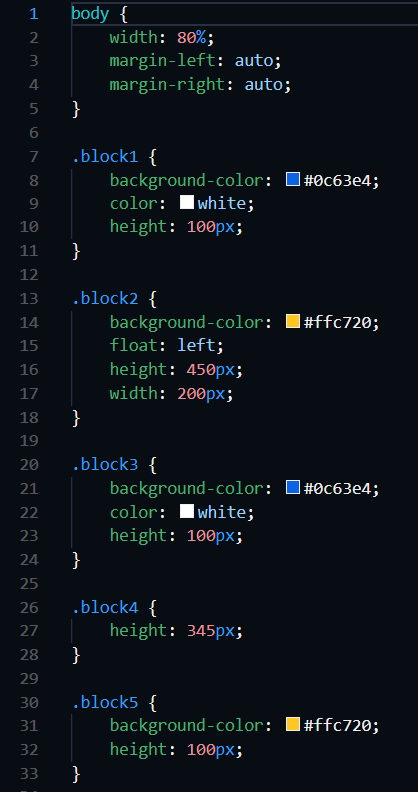 1 body {
2     width: 80%;
3     margin-left: auto;
4     margin-right: auto;
5 }
6
7 .block1 {
8     background-color: #0c63e4;
9     color: white;
10     height: 100px;
11 }
12
13 .block2 {
14     background-color: #ffc720;
15     float: left;
16     height: 450px;
17     width: 200px;
18 }
19
20 .block3 {
21     background-color: #0c63e4;
22     color: white;
23     height: 100px;
24 }
25
26 .block4 {
27     height: 345px;
28 }
29
30 .block5 {
31     background-color: #ffc720;
32     height: 100px;
33 }